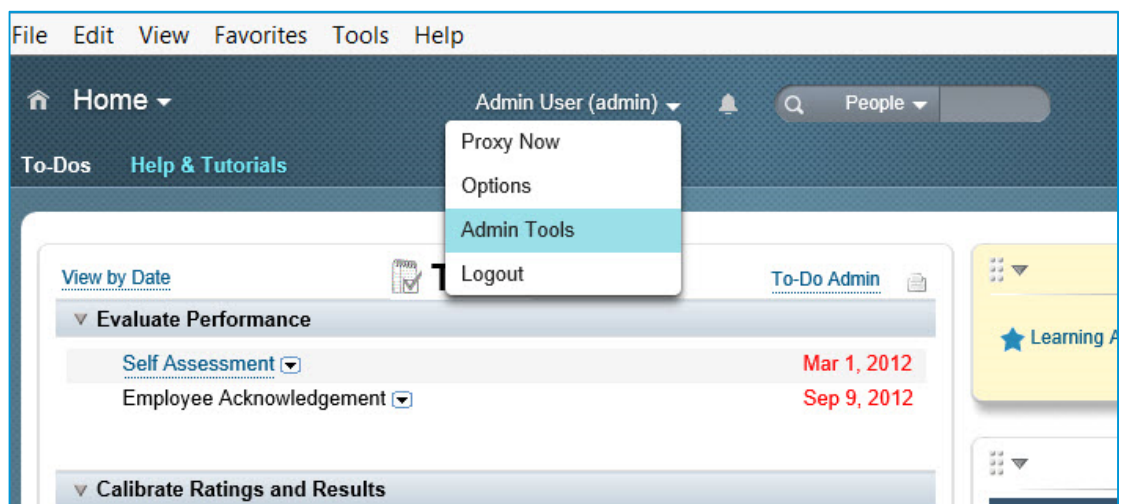 File Edit View Favorites Tools Help
Home Admin User (admin) People
Proxy Now
To-Dos Help & Tutorials
Options
Admin Tools
Logout
View by Date To-Do Admin
Evaluate Performance
Learning
Self Assessment Mar 1, 2012
Employee Acknowledgement Sep 9, 2012
Calibrate Ratings and Results